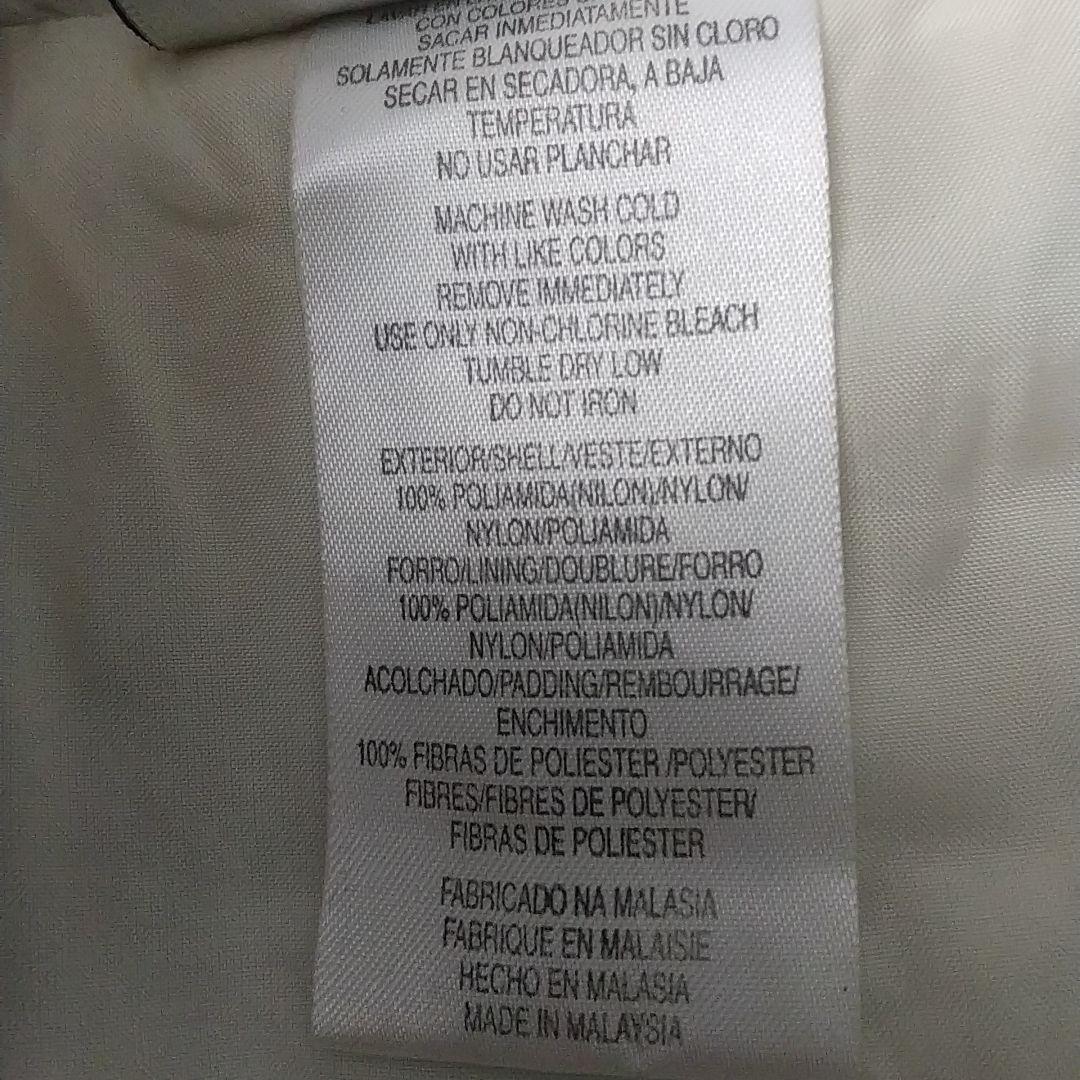 CON COLORES
SACAR INMEDIATAMENTE
SOLAMENTE BLANQUEADOR SIN CLORO
SECAR EN SECADORA, A BAJA
TEMPERATURA
NO USAR PLANCHAR
MACHINE WASH COLD
WITH LIKE COLORS
REMOVE IMMEDIATELY
USE ONLY NON-CHLORINE BLEACH
TUMBLE DRY LOW
DO NOT IRON
EXTERIOR/SHELL/VESTE/EXTERNO
100% POLIAMIDA(NILON)/NYLON/
NYLON/POLIAMIDA
FORRO/LINING/DOUBLURE/FORRO
100% POLIAMIDA(NILON)/NYLON/
NYLON/POLIAMIDA
ACOLCHADO/PADDING/REMBOURRAGE/
ENCHIMENTO
100% FIBRAS DE POLIESTER /POLYESTER
FIBRES/FIBRES DE POLYESTER/
FIBRAS DE POLIESTER
FABRICADO NA MALASIA
FABRIQUE EN MALAISIE
HECHO EN MALASIA
MADE IN MALAYSIA